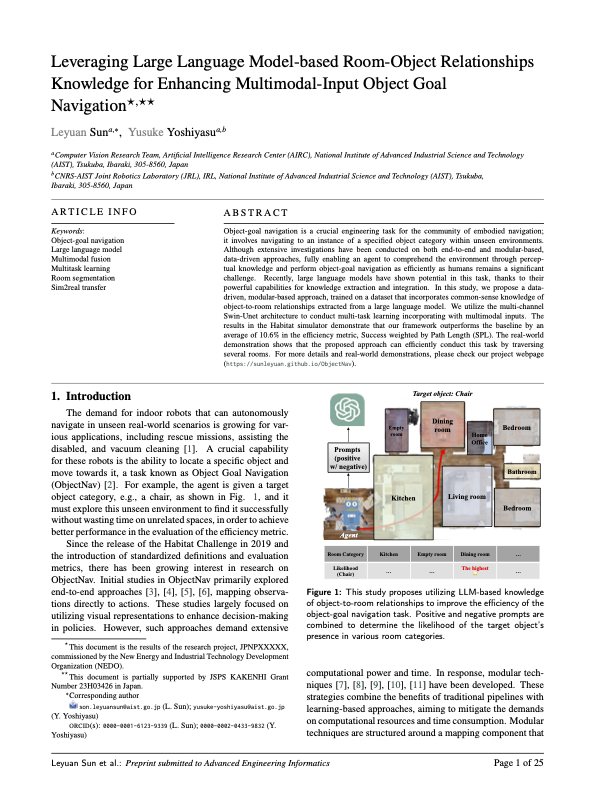 Leveraging Large Language Model-based Room-Object Relationships
Knowledge for Enhancing Multimodal-Input Object Goal
Navigation⋆,⋆⋆
Leyuan Sunᵃ,*, Yusuke Yoshiyasuᵃ,ᵇ
ᵃComputer Vision Research Team, Artificial Intelligence Research Center (AIRC), National Institute of Advanced Industrial Science and Technology
(AIST), Tsukuba, Ibaraki, 305-8560, Japan
ᵇCNRS-AIST Joint Robotics Laboratory (JRL), IRL, National Institute of Advanced Industrial Science and Technology (AIST), Tsukuba,
Ibaraki, 305-8560, Japan
ARTICLE INFO
Keywords:
Object-goal navigation
Large language model
Multimodal fusion
Multitask learning
Room segmentation
Sim2real transfer
ABSTRACT
Object-goal navigation is a crucial engineering task for the community of embodied navigation;
it involves navigating to an instance of a specified object category within unseen environments.
Although extensive investigations have been conducted on both end-to-end and modular-based,
data-driven approaches, fully enabling an agent to comprehend the environment through percep-
tual knowledge and perform object-goal navigation as efficiently as humans remains a significant
challenge. Recently, large language models have shown potential in this task, thanks to their
powerful capabilities for knowledge extraction and integration. In this study, we propose a data-
driven, modular-based approach, trained on a dataset that incorporates common-sense knowledge of
object-to-room relationships extracted from a large language model. We utilize the multi-channel
Swin-Unet architecture to conduct multi-task learning incorporating with multimodal inputs. The
results in the Habitat simulator demonstrate that our framework outperforms the baseline by an
average of 10.6% in the efficiency metric, Success weighted by Path Length (SPL). The real-world
demonstration shows that the proposed approach can efficiently conduct this task by traversing
several rooms. For more details and real-world demonstrations, please check our project webpage
(https://sunleyuan.github.io/ObjectNav).
1. Introduction
The demand for indoor robots that can autonomously
navigate in unseen real-world scenarios is growing for var-
ious applications, including rescue missions, assisting the
disabled, and vacuum cleaning [1]. A crucial capability
for these robots is the ability to locate a specific object and
move towards it, a task known as Object Goal Navigation
(ObjectNav) [2]. For example, the agent is given a target
object category, e.g., a chair, as shown in Fig. 1, and it
must explore this unseen environment to find it successfully
without wasting time on unrelated spaces, in order to achieve
better performance in the evaluation of the efficiency metric.
Since the release of the Habitat Challenge in 2019 and
the introduction of standardized definitions and evaluation
metrics, there has been growing interest in research on
ObjectNav. Initial studies in ObjectNav primarily explored
end-to-end approaches [3], [4], [5], [6], mapping observa-
tions directly to actions. These studies largely focused on
utilizing visual representations to enhance decision-making
in policies. However, such approaches demand extensive
⋆This document is the results of the research project, JPNPXXXXX,
commissioned by the New Energy and Industrial Technology Development
Organization (NEDO).
⋆⋆This document is partially supported by JSPS KAKENHI Grant
Number 23H03426 in Japan.
*Corresponding author
son.leyuansun@aist.go.jp (L. Sun); yusuke-yoshiyasu@aist.go.jp
(Y. Yoshiyasu)
ORCID(s): 0000-0001-6123-9339 (L. Sun); 0000-0002-0433-9832 (Y.
Yoshiyasu)
Target object: Chair
Prompts
(positive
w/ negative)
Empty
room
Dining
room
Home
Office
Bedroom
Bathroom
Kitchen
Living room
Bedroom
Agent
Room Category Kitchen Empty room Dining room ...
Likelihood
(Chair) ... ... The highest ...
Figure 1: This study proposes utilizing LLM-based knowledge
of object-to-room relationships to improve the efficiency of the
object-goal navigation task. Positive and negative prompts are
combined to determine the likelihood of the target object's
presence in various room categories.
computational power and time. In response, modular tech-
niques [7], [8], [9], [10], [11] have been developed. These
strategies combine the benefits of traditional pipelines with
learning-based approaches, aiming to mitigate the demands
on computational resources and time consumption. Modular
techniques are structured around a mapping component that
Leyuan Sun et al.: Preprint submitted to Advanced Engineering Informatics
Page 1 of 25